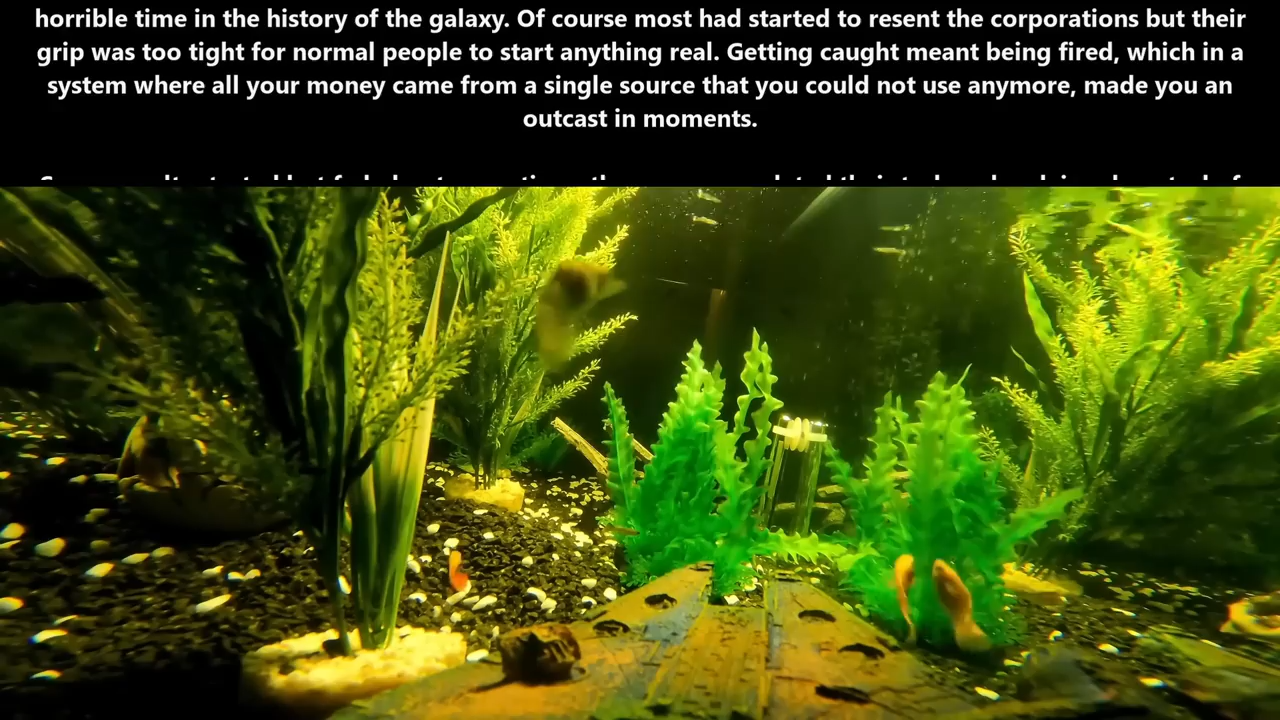 horrible time in the history of the galaxy. Of course most had started to resent the corporations but their
grip was too tight for normal people to start anything real. Getting caught meant being fired, which in a
system where all your money came from a single source that you could not use anymore, made you an
outcast in moments.